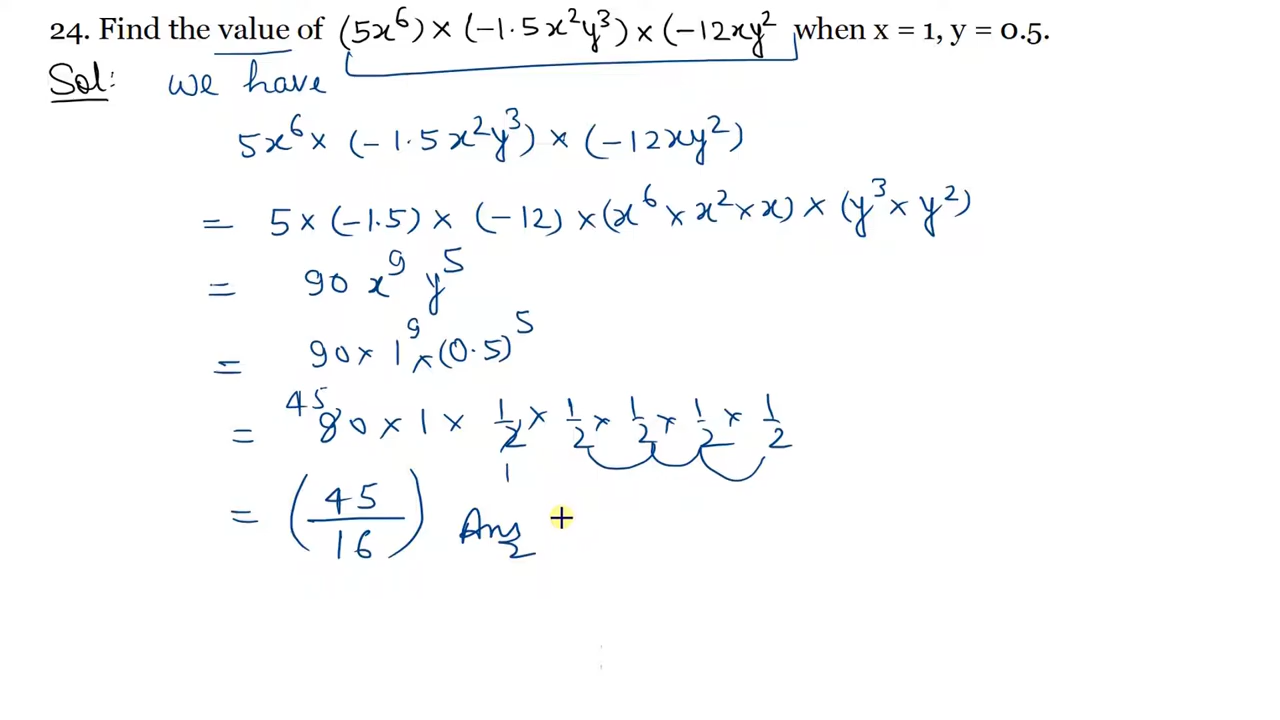 24. Find the value of (5x⁶) × (-1.5x²y³) × (-12xy² when x = 1, y = 0.5.
Sol: we have
5x⁶ × (-1.5x²y³) × (-12xy²)
= 5 × (-1.5) × (-12) × (x⁶ × x² × x) × (y³ × y²)
= 90 x⁹ y⁵
= 90 × 1⁹ × (0.5)⁵
45
= 90 × 1 × 1/2 × 1/2 × 1/2 × 1/2 × 1/2
1
= (45/16) Ans